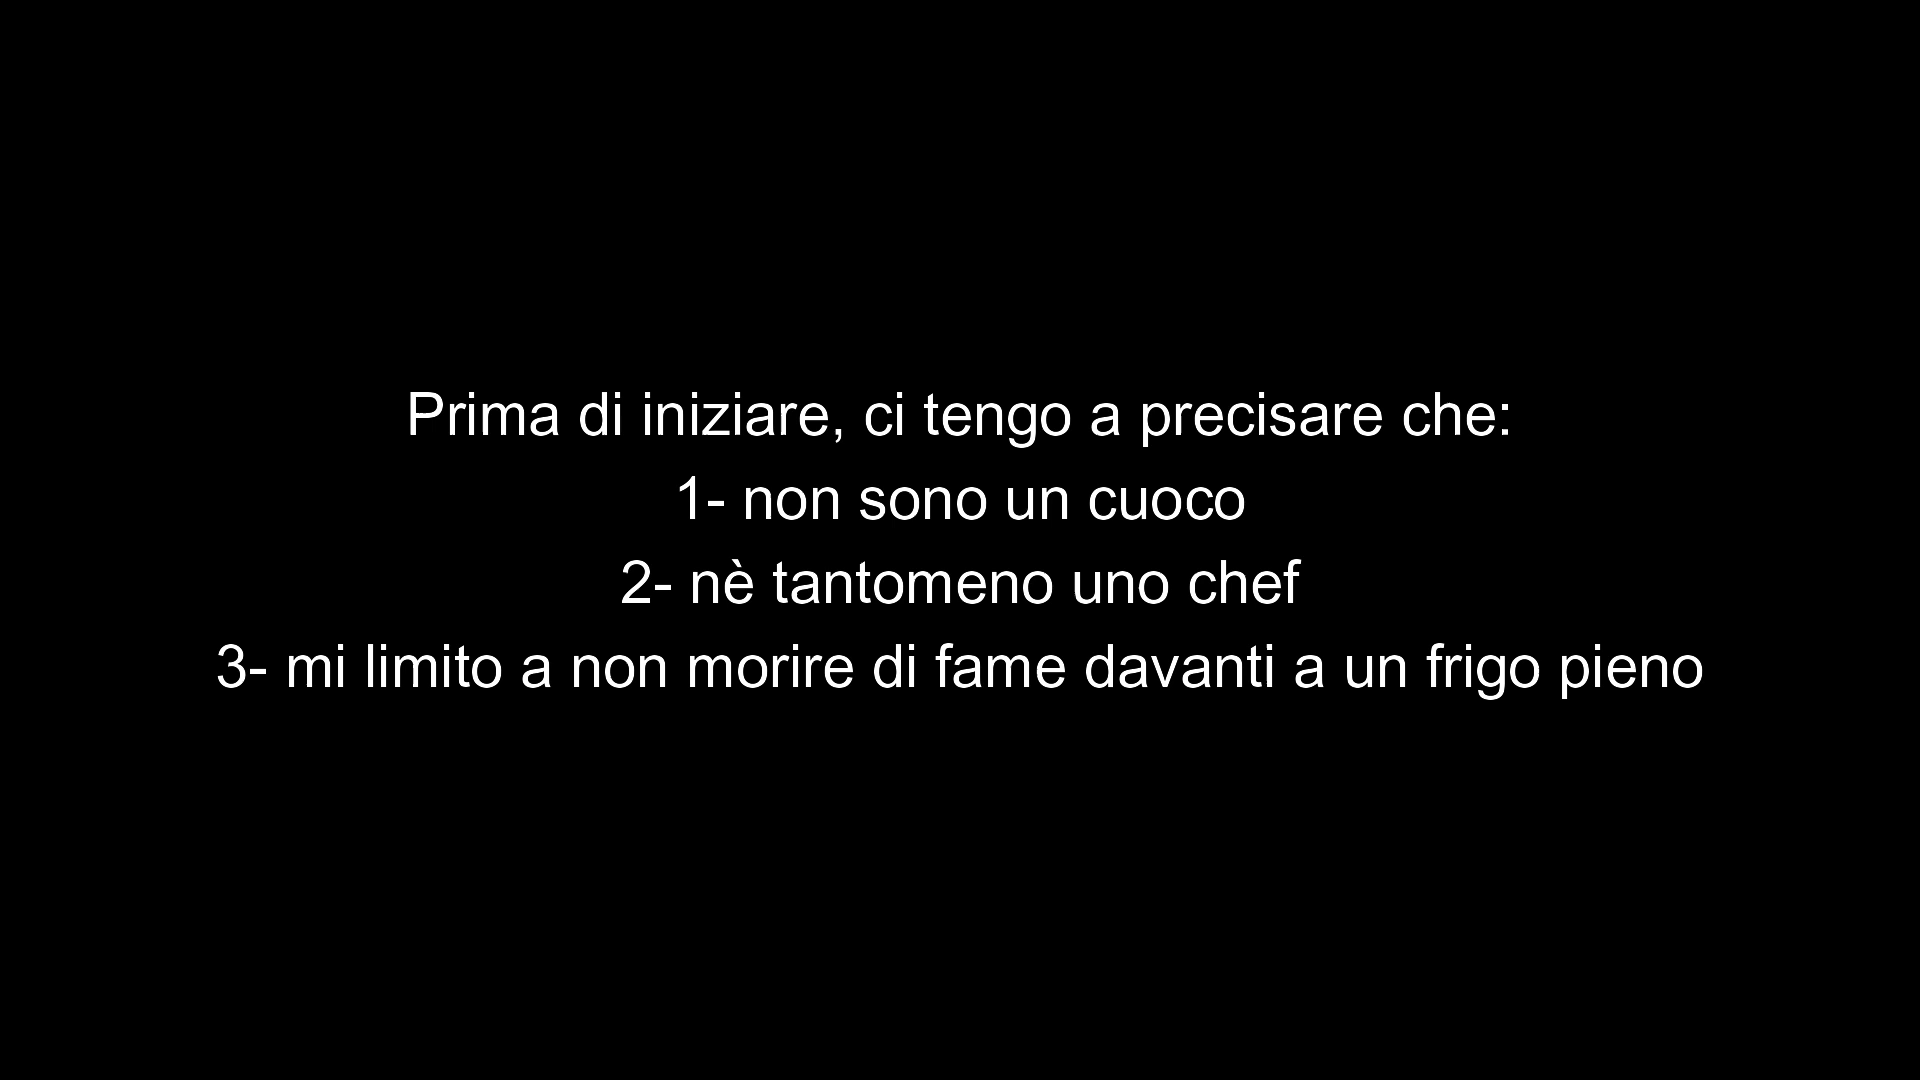 Prima di iniziare, ci tengo a precisare che:
1- non sono un cuoco
2- nè tantomeno uno chef
3- mi limito a non morire di fame davanti a un frigo pieno